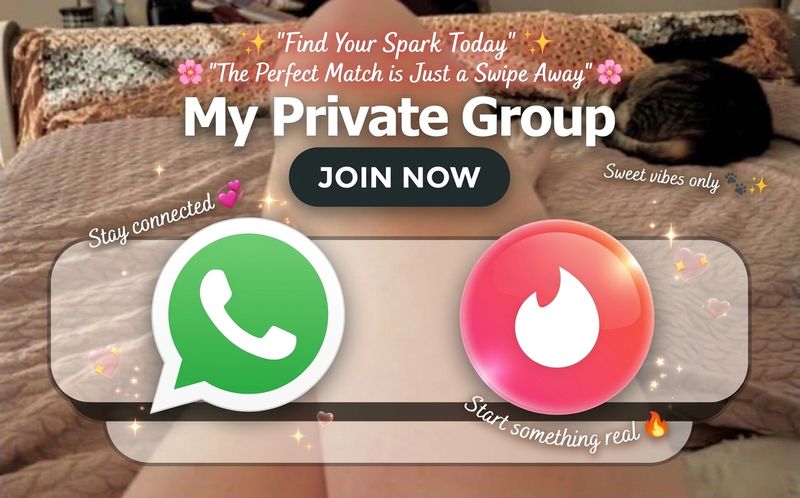 ✨ "Find Your Spark Today" ✨
🌸 "The Perfect Match is Just a Swipe Away" 🌸
My Private Group
JOIN NOW
Sweet vibes only 🐾✨
Stay connected 💕
Start something real 🔥